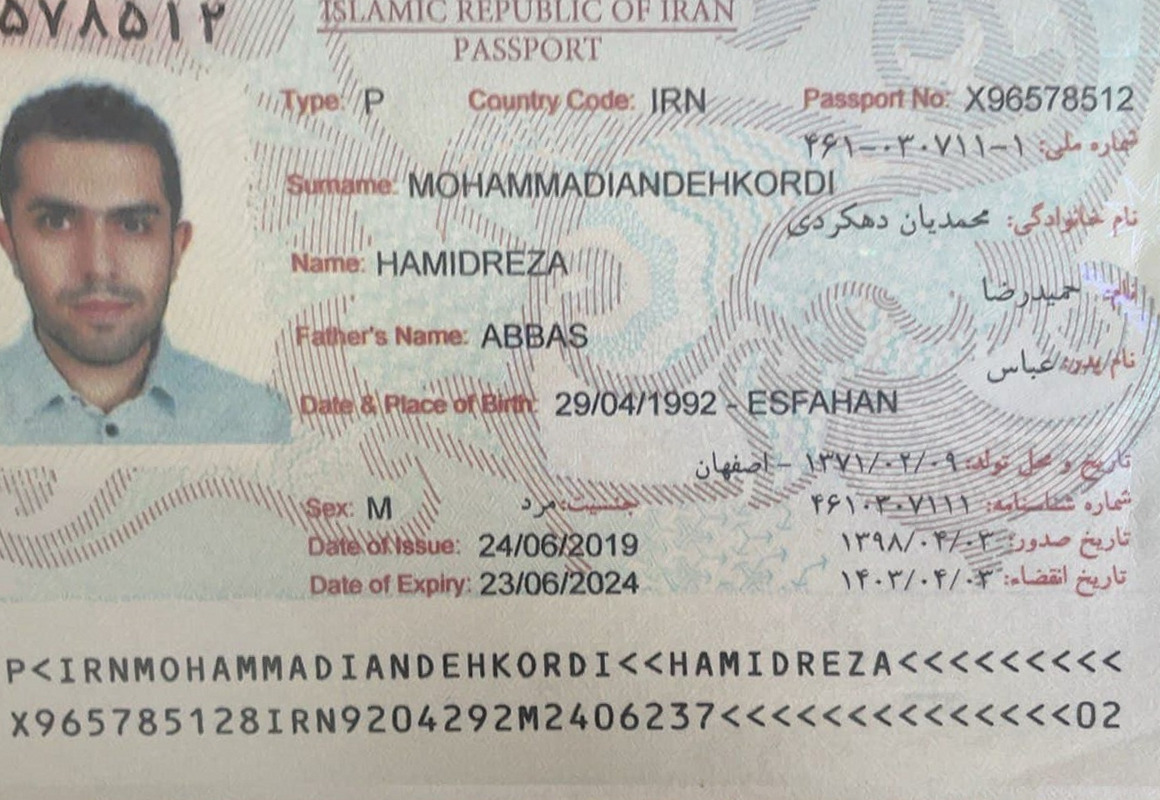 ۵۷۸۵۱۲
ISLAMIC REPUBLIC OF IRAN
PASSPORT
Type: P Country Code: IRN Passport No: X96578512
شماره ملی: ۴۶۱-۰۳۰۷۱۱-۱
Surname: MOHAMMADIANDEHKORDI
نام خانوادگی: محمدیان دهکردی
Name: HAMIDREZA
نام: حمیدرضا
Father's Name: ABBAS
نام پدر: عباس
Date & Place of Birth: 29/04/1992 - ESFAHAN
تاریخ و محل تولد: ۱۳۷۱/۰۲/۰۹ - اصفهان
Sex: M جنسیت: مرد
شماره شناسنامه: ۴۶۱۰۳۰۷۱۱۱
Date of Issue: 24/06/2019
تاریخ صدور: ۱۳۹۸/۰۴/۰۳
Date of Expiry: 23/06/2024
تاریخ انقضاء: ۱۴۰۳/۰۴/۰۳
P<IRNMOHAMMADIANDEHKORDI<<HAMIDREZA<<<<<<<<<
X965785128IRN9204292M2406237<<<<<<<<<<<<<<02